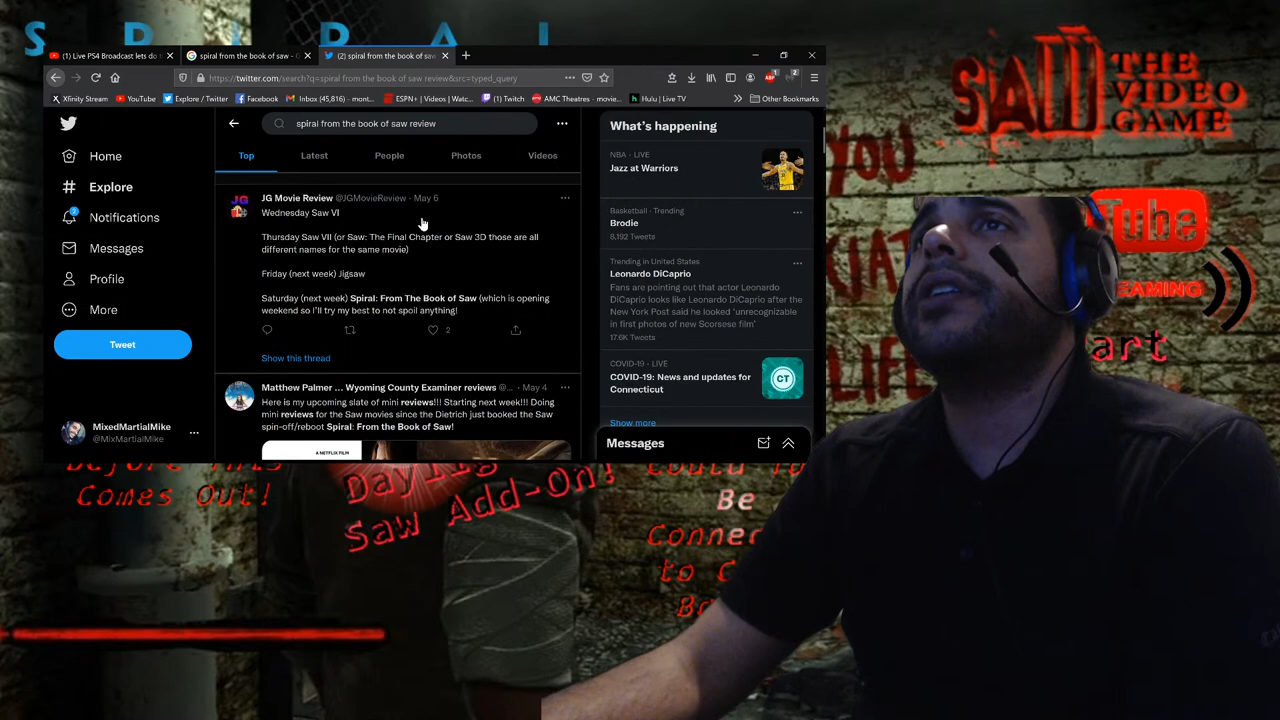 S P I R A L
(1) Live PS4 Broadcast lets do t
spiral from the book of saw - G
(2) spiral from the book of saw
https://twitter.com/search?q=spiral from the book of saw review&src=typed_query
Xfinity Stream
YouTube
Explore / Twitter
Facebook
Inbox (45,816) - mont...
ESPN+ | Videos | Watc...
(1) Twitch
AMC Theatres - movie...
Hulu | Live TV
Other Bookmarks
SAW THE
VIDEO
GAME
spiral from the book of saw review
Home
Explore
Notifications
Messages
Profile
More
Tweet
MixedMartialMike
@MixMartialMike
Top
Latest
People
Photos
Videos
JG Movie Review @JGMovieReview · May 6
Wednesday Saw VI
Thursday Saw VII (or Saw: The Final Chapter or Saw 3D those are all
different names for the same movie)
Friday (next week) Jigsaw
Saturday (next week) Spiral: From The Book of Saw (which is opening
weekend so I'll try my best to not spoil anything!
2
Show this thread
Matthew Palmer ... Wyoming County Examiner reviews @... · May 4
Here is my upcoming slate of mini reviews!!! Starting next week!!! Doing
mini reviews for the Saw movies since the Dietrich just booked the Saw
spin-off/reboot Spiral: From the Book of Saw!
A NETFLIX FILM
What's happening
NBA · LIVE
Jazz at Warriors
Basketball · Trending
Brodie
8,192 Tweets
Trending in United States
Leonardo DiCaprio
Fans are pointing out that actor Leonardo
DiCaprio looks like Leonardo DiCaprio after the
New York Post said he looked 'unrecognizable
in first photos of new Scorsese film'
17.6K Tweets
COVID-19 · LIVE
COVID-19: News and updates for
Connecticut
CT
Show more
Messages
YOU
Tube
EAMING
LIFE
art
Before This
Comes Out!
Saw Add-On!
Be
to